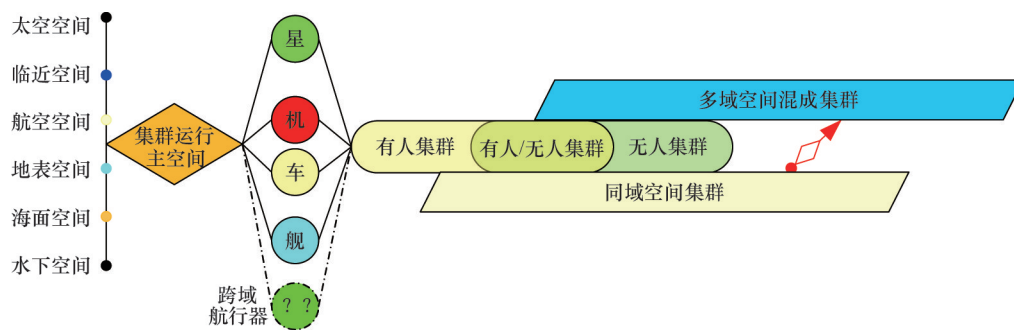 太空空间
临近空间
航空空间
地表空间
海面空间
水下空间
集群运行
主空间
星
机
车
舰
？？
跨域
航行器
有人集群
有人/无人集群
无人集群
多域空间混成集群
同域空间集群